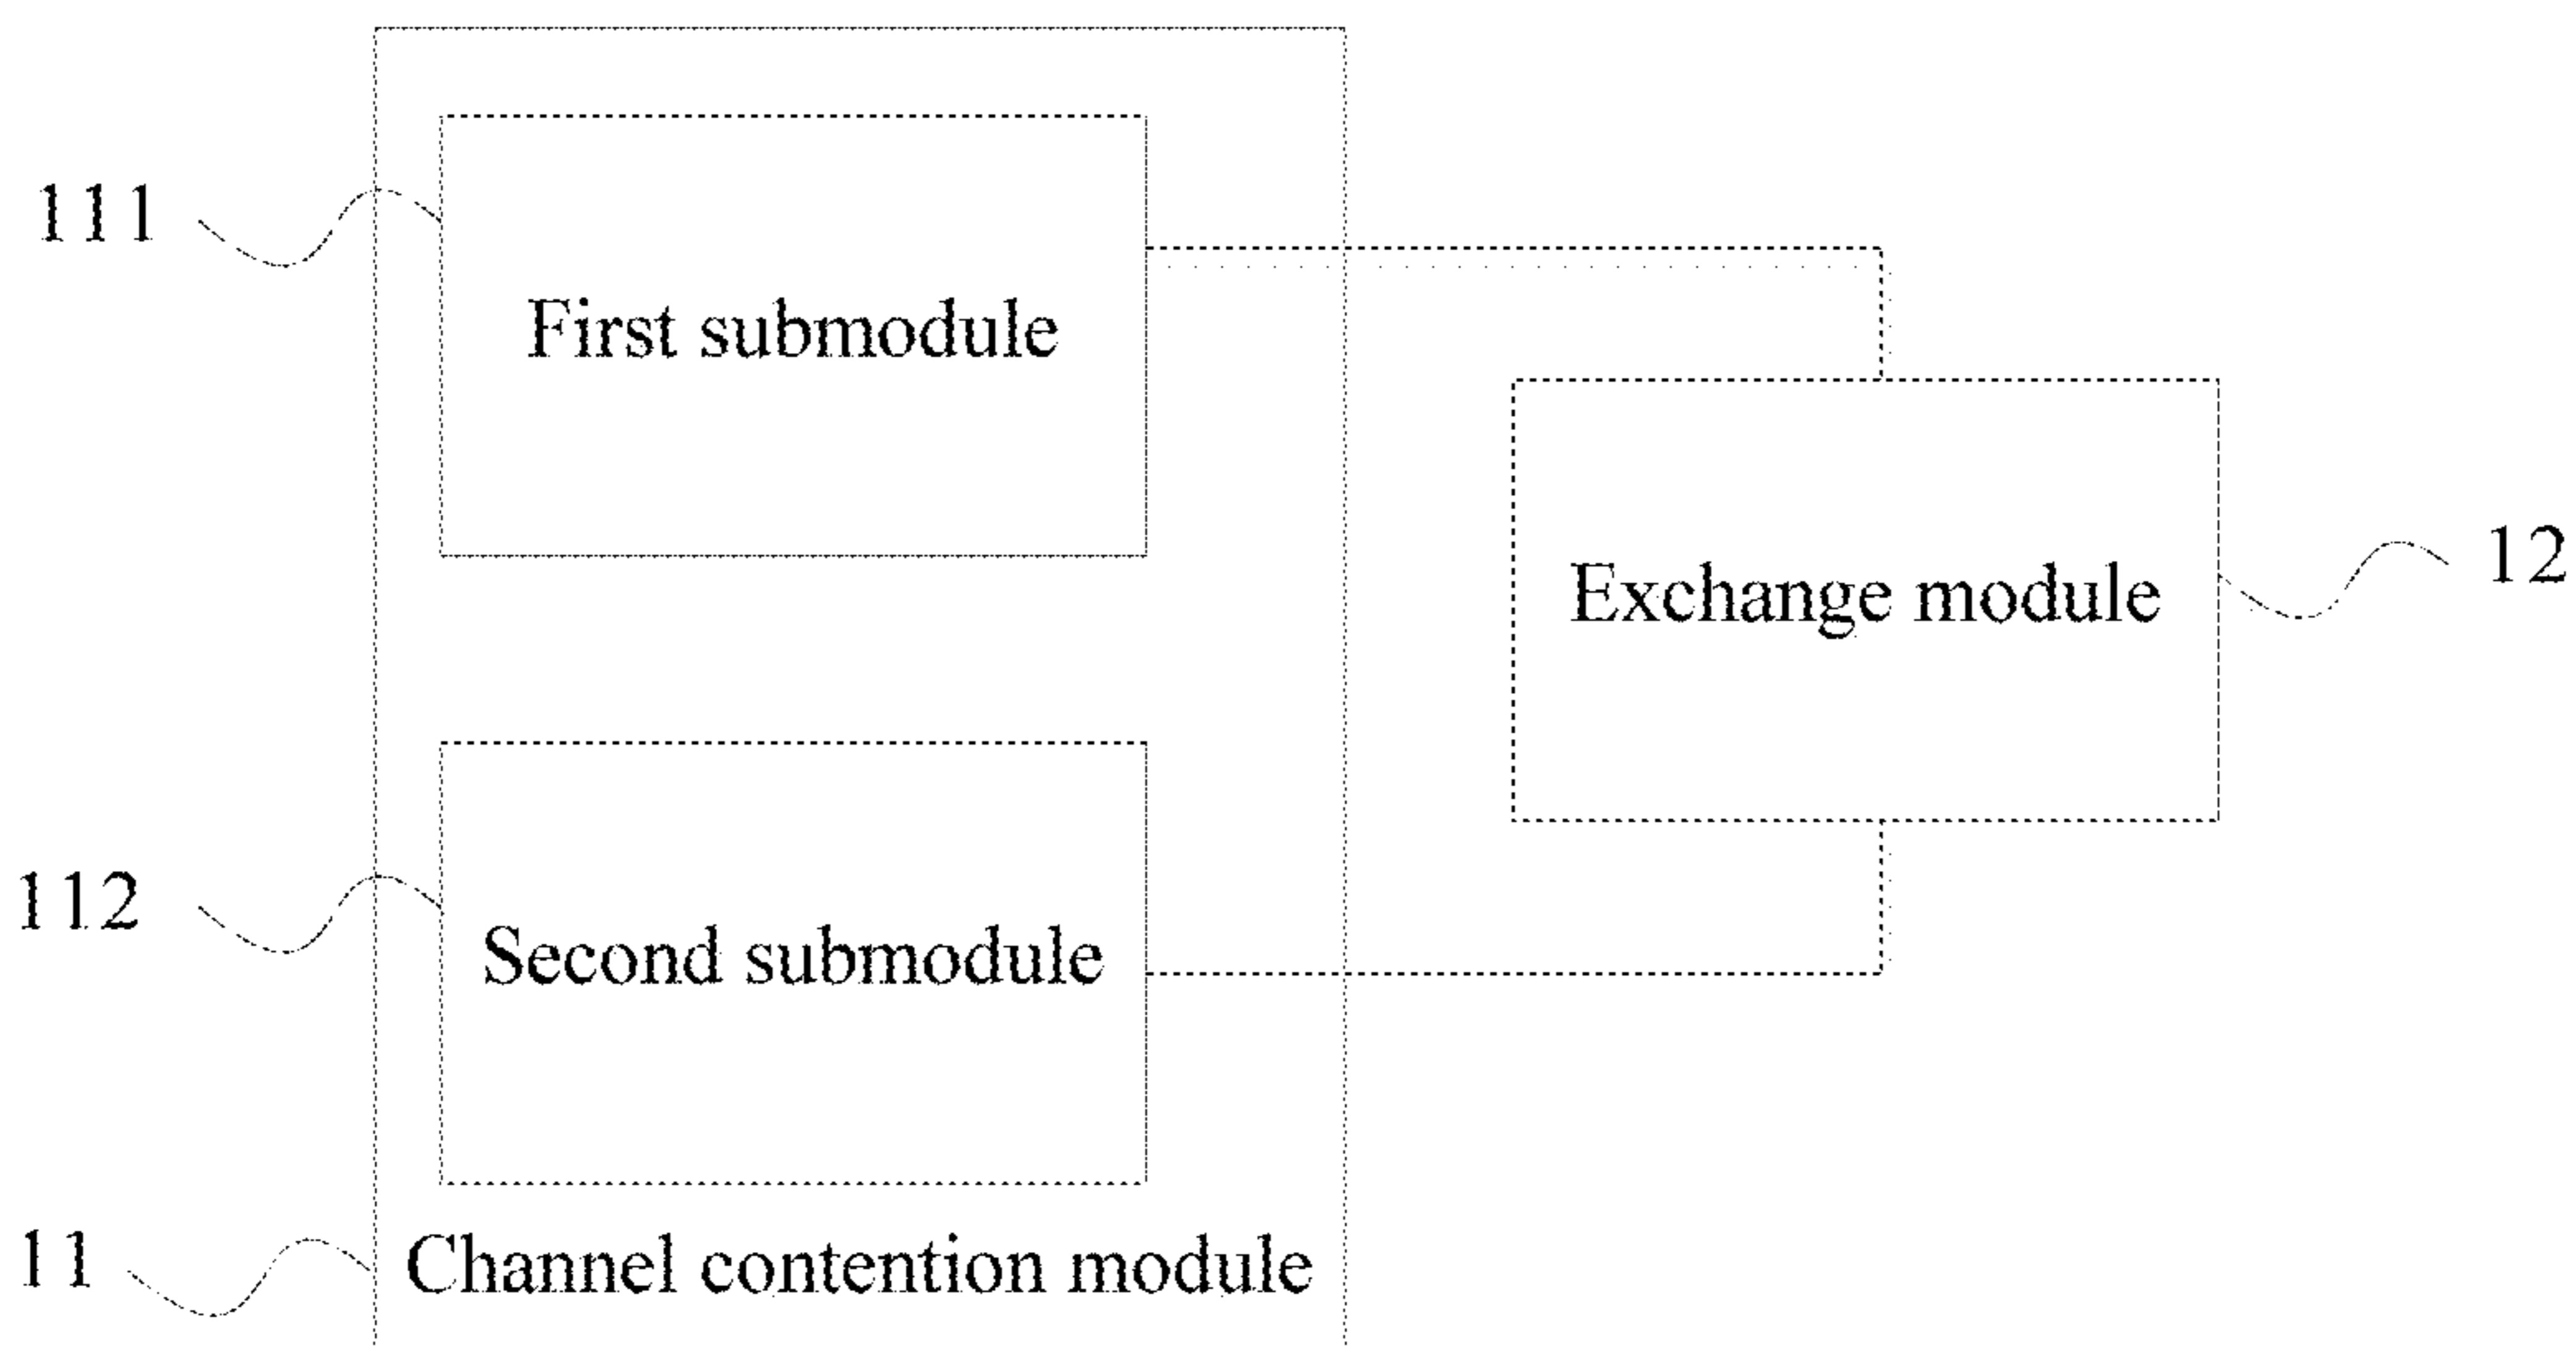 111
First submodule
Exchange module
12
112
Second submodule
11
Channel contention module